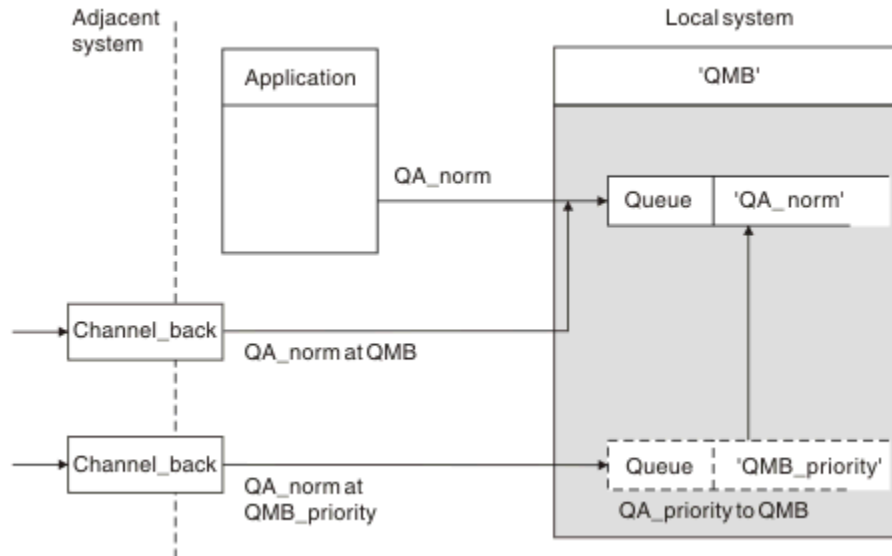 Adjacent
system
Local system
Application
'QMB'
QA_norm
Queue
'QA_norm'
Channel_back
QA_norm at QMB
Channel_back
QA_norm at
QMB_priority
Queue
'QMB_priority'
QA_priority to QMB